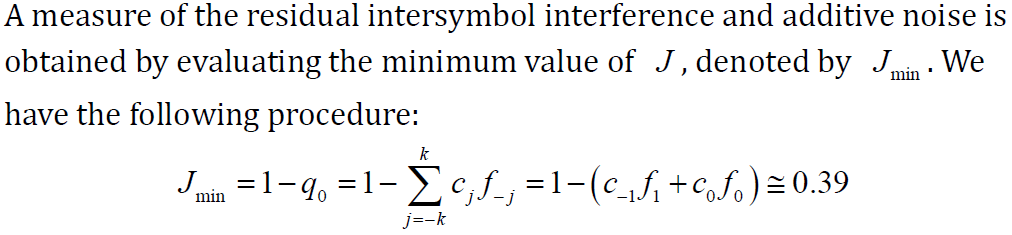 A measure of the residual intersymbol interference and additive noise is
obtained by evaluating the minimum value of J, denoted by J_min. We
have the following procedure:
J_min = 1 − q_0 = 1 − ∑_{j=−k}^{k} c_j f_{−j} = 1 − (c_{−1} f_1 + c_0 f_0) ≅ 0.39